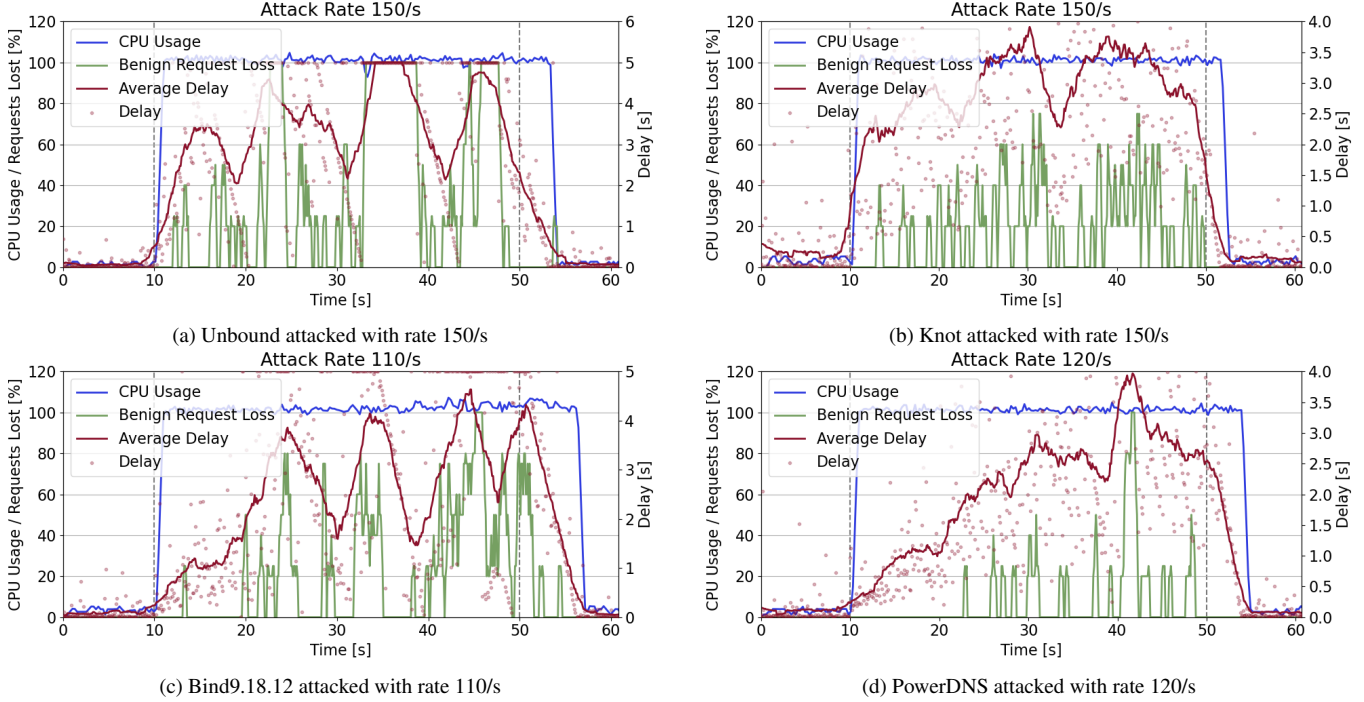 Attack Rate 150/s
120
100
80
60
40
20
0
CPU Usage / Requests Lost [%]
CPU Usage
Benign Request Loss
Average Delay
Delay
6
5
4
3
2
1
0
Delay [s]
0 10 20 30 40 50 60
Time [s]
(a) Unbound attacked with rate 150/s
Attack Rate 150/s
120
100
80
60
40
20
0
CPU Usage / Requests Lost [%]
CPU Usage
Benign Request Loss
Average Delay
Delay
4.0
3.5
3.0
2.5
2.0
1.5
1.0
0.5
0.0
Delay [s]
0 10 20 30 40 50 60
Time [s]
(b) Knot attacked with rate 150/s
Attack Rate 110/s
120
100
80
60
40
20
0
CPU Usage / Requests Lost [%]
CPU Usage
Benign Request Loss
Average Delay
Delay
5
4
3
2
1
0
Delay [s]
0 10 20 30 40 50 60
Time [s]
(c) Bind9.18.12 attacked with rate 110/s
Attack Rate 120/s
120
100
80
60
40
20
0
CPU Usage / Requests Lost [%]
CPU Usage
Benign Request Loss
Average Delay
Delay
4.0
3.5
3.0
2.5
2.0
1.5
1.0
0.5
0.0
Delay [s]
0 10 20 30 40 50 60
Time [s]
(d) PowerDNS attacked with rate 120/s